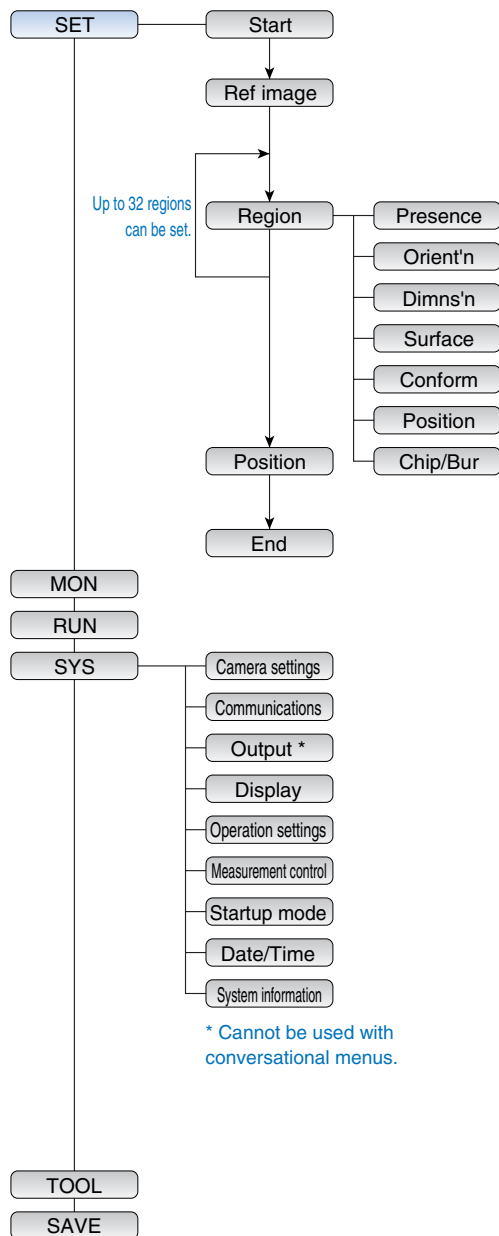 SET
Start
Ref image
Up to 32 regions
can be set.
Region
Presence
Orient'n
Dimns'n
Surface
Conform
Position
Chip/Bur
Position
End
MON
RUN
SYS
Camera settings
Communications
Output *
Display
Operation settings
Measurement control
Startup mode
Date/Time
System information
* Cannot be used with
conversational menus.
TOOL
SAVE